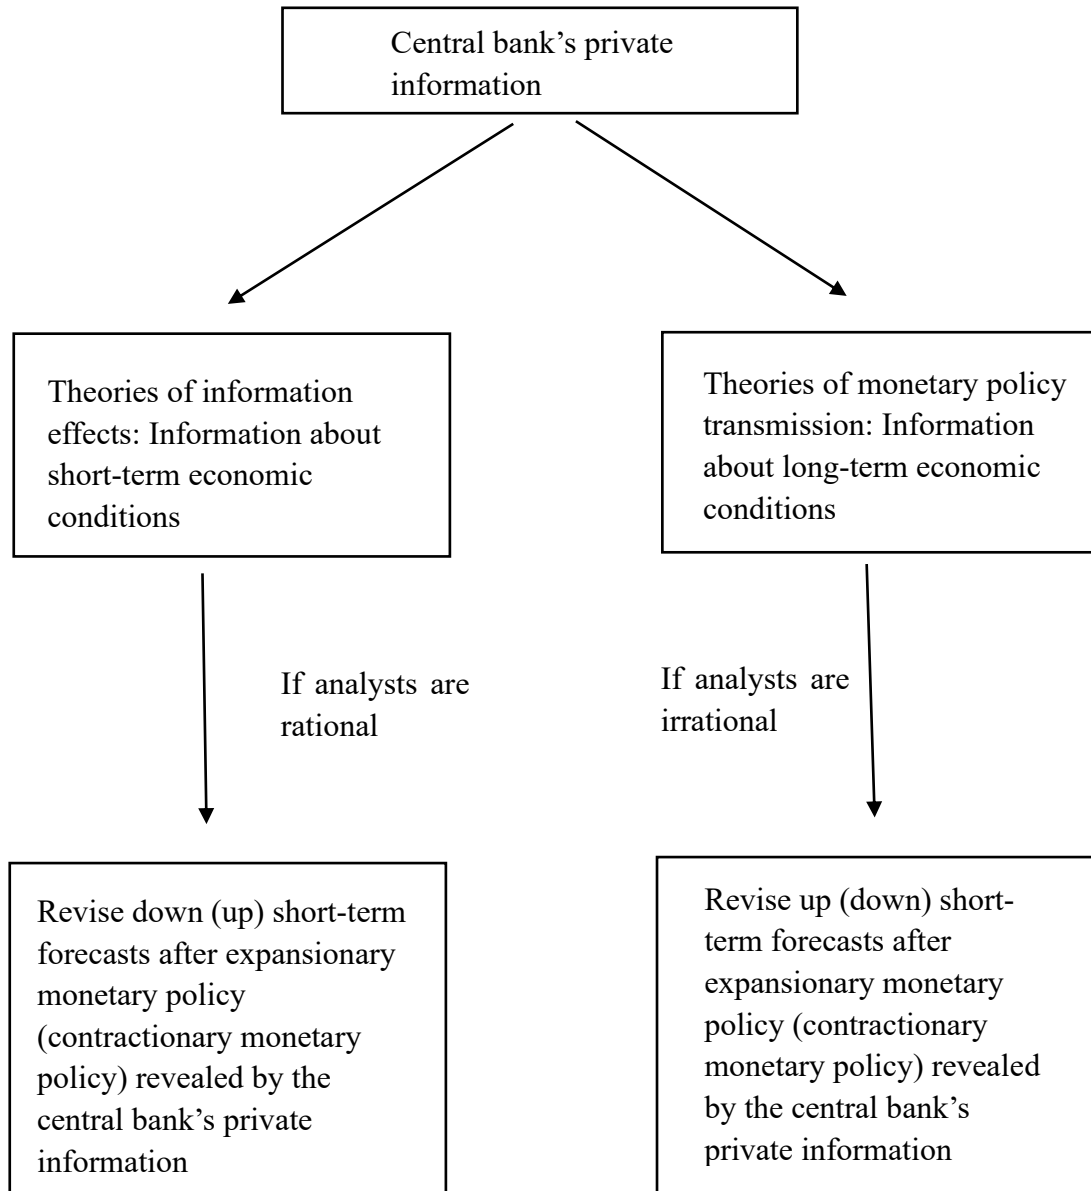 Central bank’s private
information
Theories of information
effects: Information about
short-term economic
conditions
Theories of monetary policy
transmission: Information
about long-term economic
conditions
If analysts are
rational
If analysts are
irrational
Revise down (up) short-term
forecasts after expansionary
monetary policy
(contractionary monetary
policy) revealed by the
central bank’s private
information
Revise up (down) short-
term forecasts after
expansionary monetary
policy (contractionary
monetary policy) revealed
by the central bank’s
private information